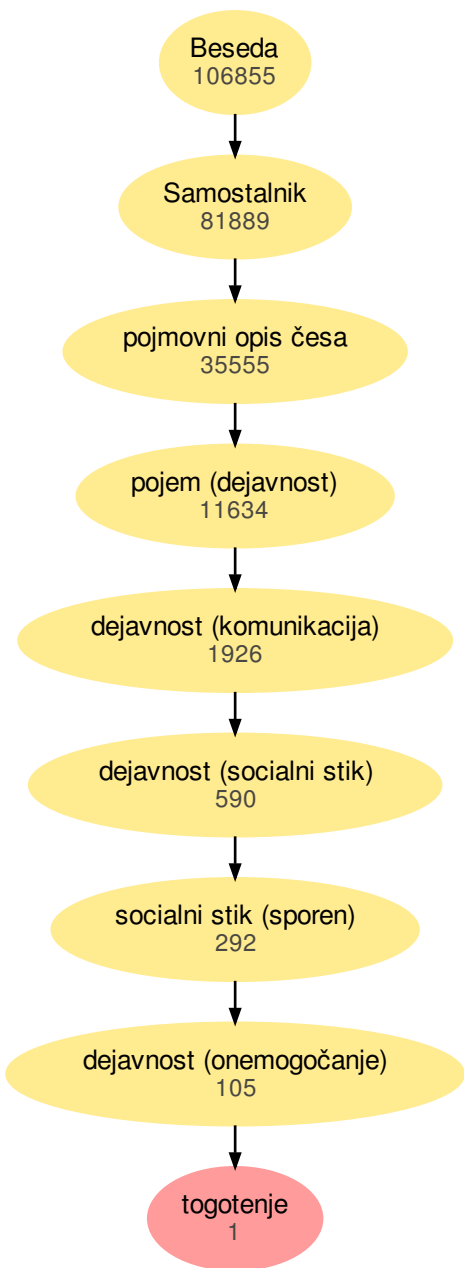 Beseda
106855
Samostalnik
81889
pojmovni opis česa
35555
pojem (dejavnost)
11634
dejavnost (komunikacija)
1926
dejavnost (socialni stik)
590
socialni stik (sporen)
292
dejavnost (onemogočanje)
105
togotenje
1